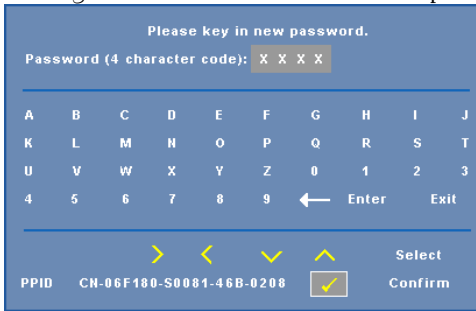 Please key in new password.
Password (4 character code): X X X X
A B C D E F G H I J
K L M N O P Q R S T
U V W X Y Z 0 1 2 3
4 5 6 7 8 9 Enter Exit
Select
PPID CN-06F180-S0081-46B-0208 Confirm